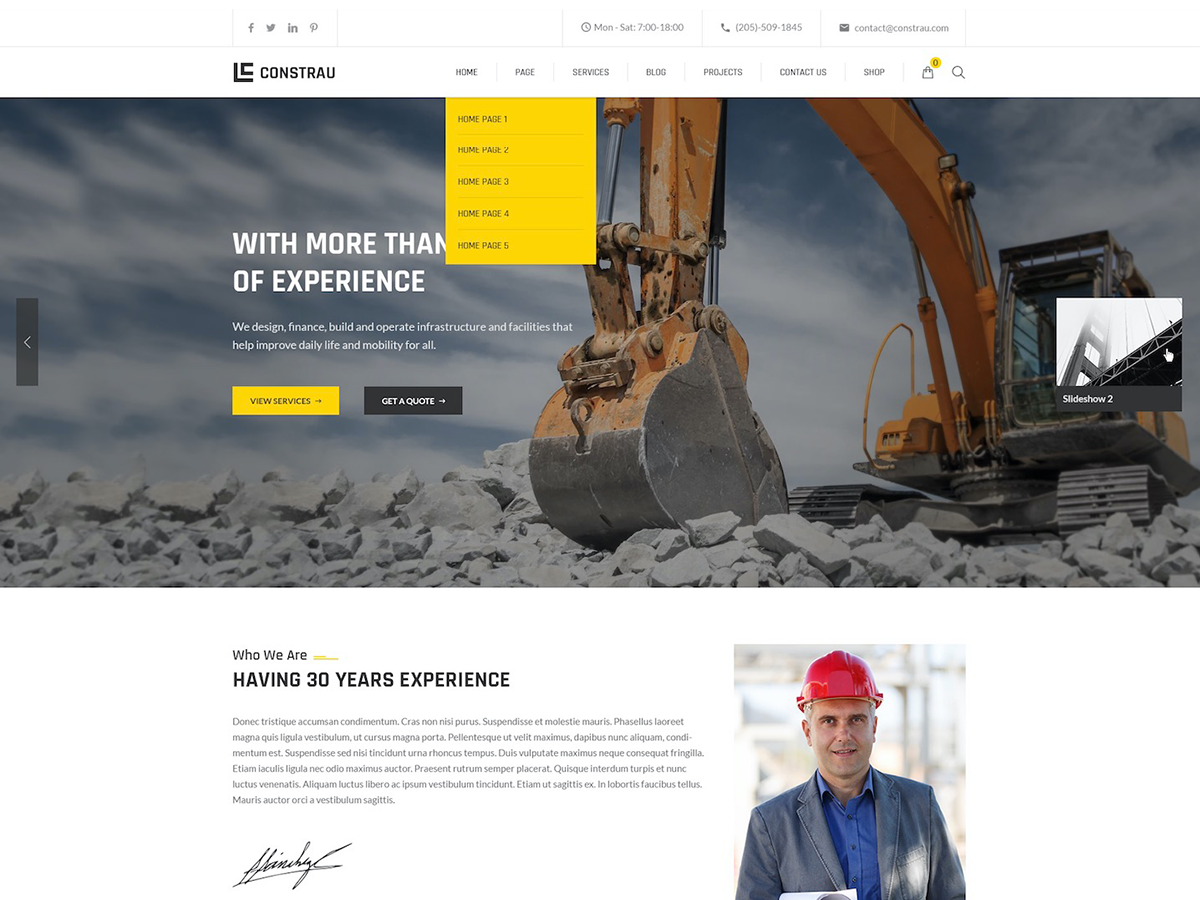 Mon - Sat: 7:00-18:00
(205)-509-1845
contact@constrau.com
CONSTRAU
HOME
PAGE
SERVICES
BLOG
PROJECTS
CONTACT US
SHOP
0
HOME PAGE 1
HOME PAGE 2
HOME PAGE 3
HOME PAGE 4
HOME PAGE 5
WITH MORE THAN
OF EXPERIENCE
We design, finance, build and operate infrastructure and facilities that
help improve daily life and mobility for all.
VIEW SERVICES →
GET A QUOTE →
Slideshow 2
Who We Are
HAVING 30 YEARS EXPERIENCE
Donec tristique accumsan condimentum. Cras non nisi purus. Suspendisse et molestie mauris. Phasellus laoreet
magna quis ligula vestibulum, ut cursus magna porta. Pellentesque ut velit maximus, dapibus nunc aliquam, condi-
mentum est. Suspendisse sed nisi tincidunt urna rhoncus tempus. Duis vulputate maximus neque consequat fringilla.
Etiam iaculis ligula nec odio maximus auctor. Praesent rutrum semper placerat. Quisque interdum turpis et nunc
luctus venenatis. Aliquam luctus libero ac ipsum vestibulum tincidunt. Etiam ut sagittis ex. In lobortis faucibus tellus.
Mauris auctor orci a vestibulum sagittis.